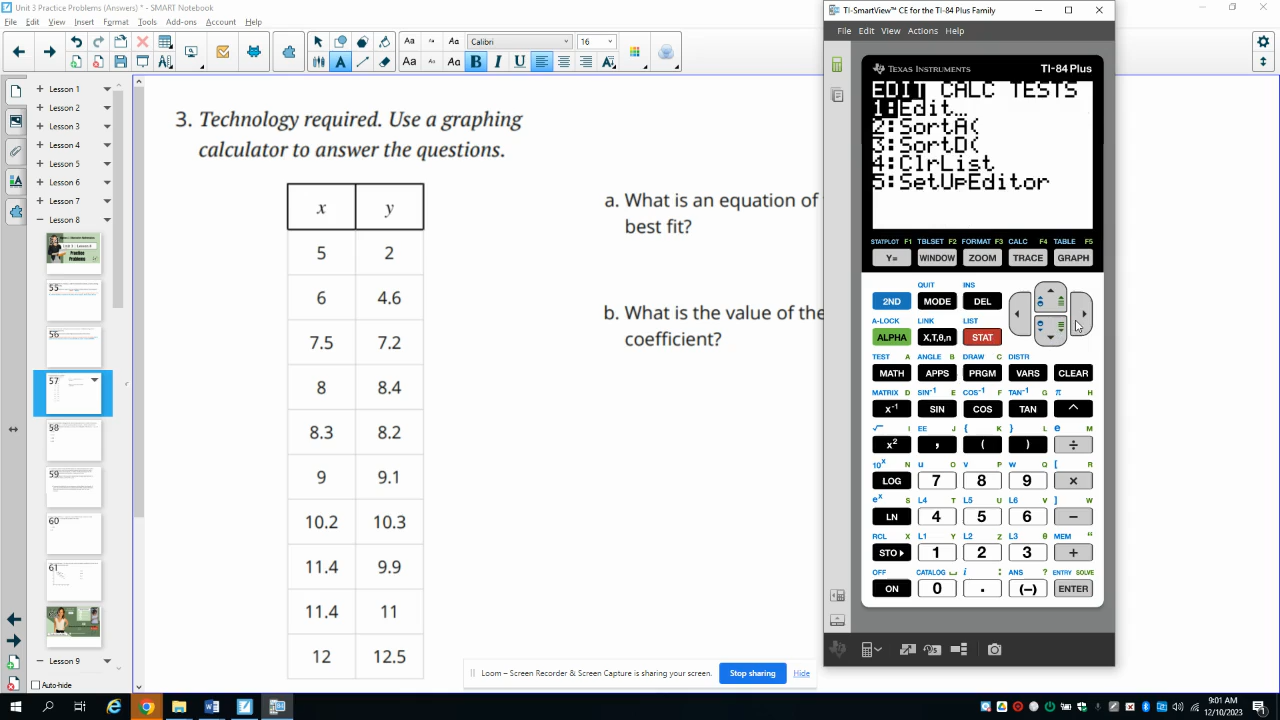 Unit 3 Practice Problems (Answers) - SMART Notebook
File Edit View Insert Format Tools Add-ons Account Help
Calibri 16
B I U A
Lesson 1
Lesson 2
Lesson 3
Lesson 4
Lesson 5
Lesson 6
Lesson 7
Lesson 8
55
56
57
58
59
60
61
Lesson 9
Auto-hide
3. Technology required. Use a graphing
calculator to answer the questions.
x y
5 2
6 4.6
7.5 7.2
8 8.4
8.3 8.2
9 9.1
10.2 10.3
11.4 9.9
11.4 11
12 12.5
a. What is an equation of
best fit?
b. What is the value of the
coefficient?
Loom – Screen Recorder & Screen Capture is sharing your screen. Stop sharing Hide
TI-SmartView™ CE for the TI-84 Plus Family
File Edit View Actions Help
TEXAS INSTRUMENTS TI-84 Plus
EDIT CALC TESTS
1:Edit…
2:SortA(
3:SortD(
4:ClrList
5:SetUpEditor
STATPLOT F1 TBLSET F2 FORMAT F3 CALC F4 TABLE F5
Y= WINDOW ZOOM TRACE GRAPH
QUIT INS
2ND MODE DEL
A-LOCK LINK LIST
ALPHA X,T,θ,n STAT
TEST A ANGLE B DRAW C DISTR
MATH APPS PRGM VARS CLEAR
MATRIX D SIN⁻¹ E COS⁻¹ F TAN⁻¹ G π H
x⁻¹ SIN COS TAN ^
√ I EE J { K } L e M
x² , ( ) ÷
10ˣ N u O v P w Q [ R
LOG 7 8 9 ×
eˣ S L4 T L5 U L6 V ] W
LN 4 5 6 −
RCL X L1 Y L2 Z L3 θ MEM "
STO▶ 1 2 3 +
OFF CATALOG ⎵ i : ANS ? ENTRY SOLVE
ON 0 . (–) ENTER
9:01 AM
12/10/2023